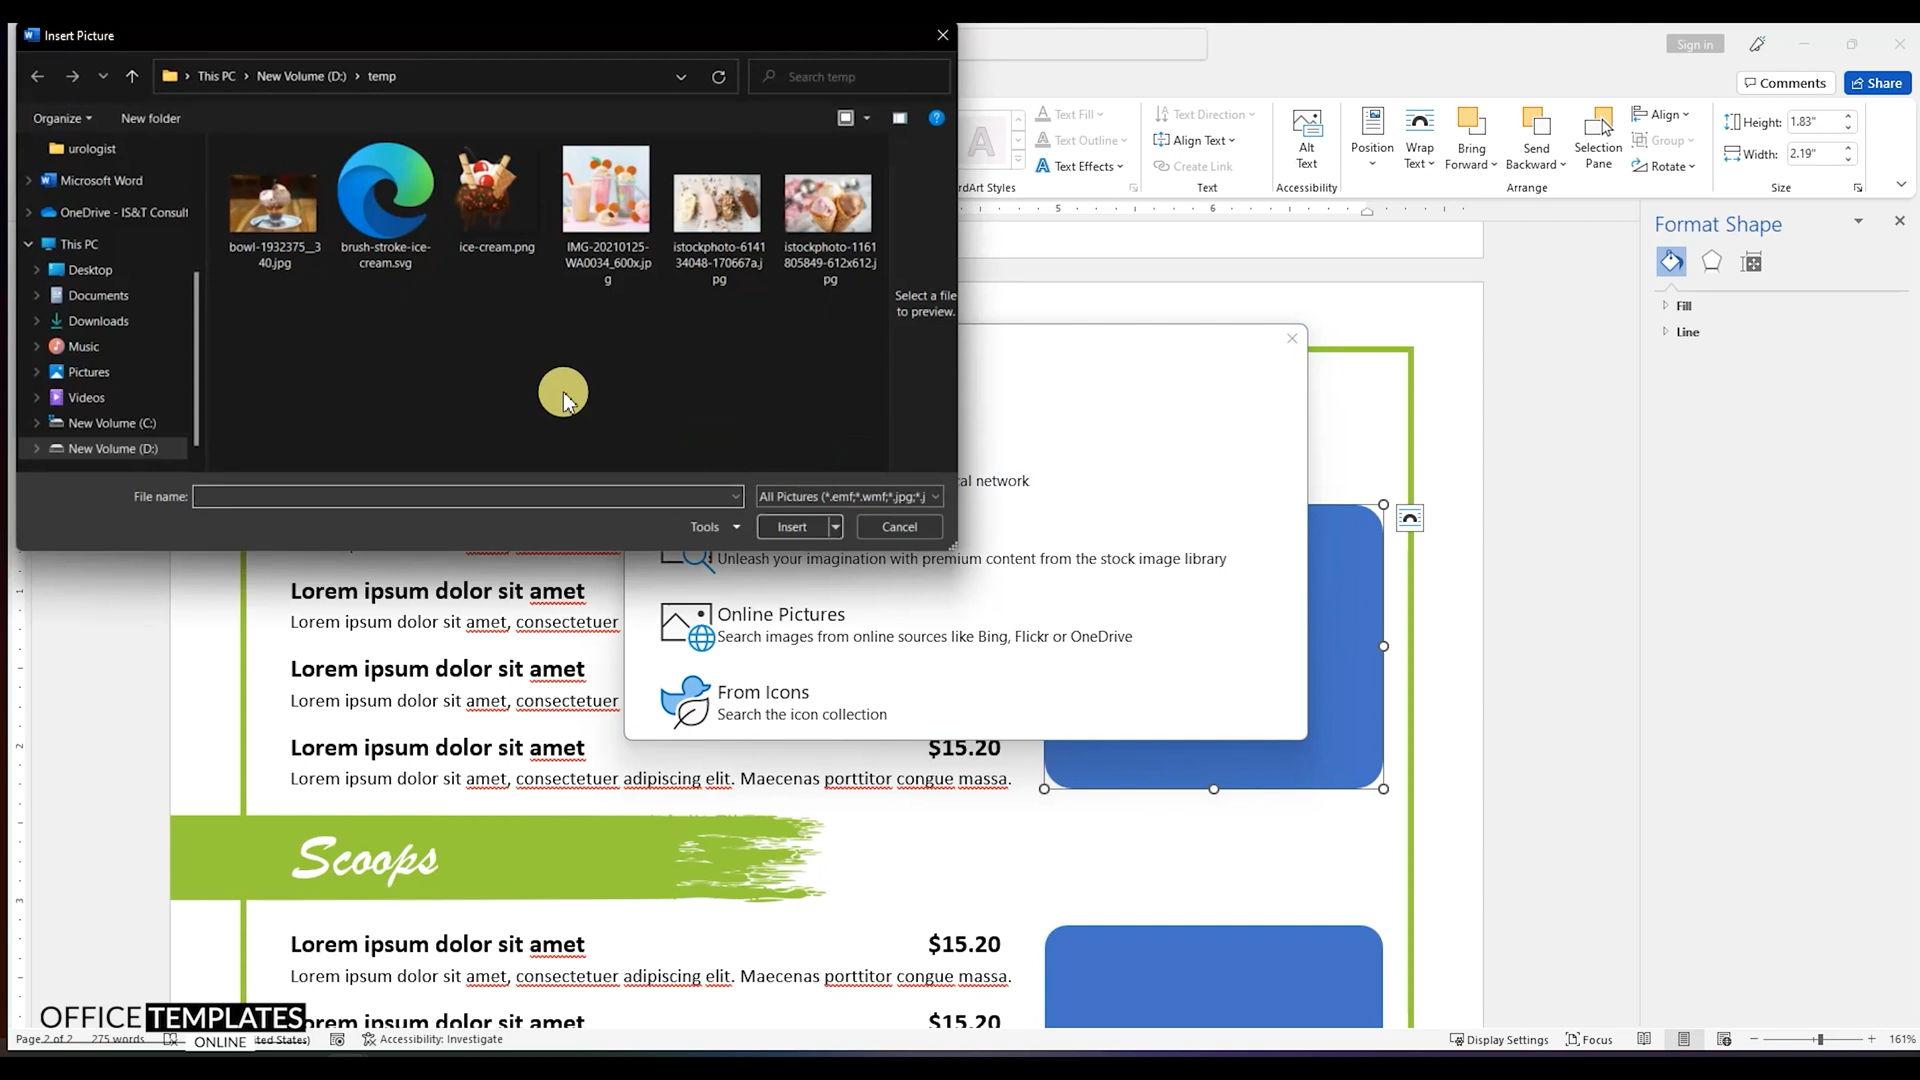 Insert Picture
Sign in
This PC
New Volume (D:)
temp
Search temp
Comments
Share
Organize
New folder
Text Fill
Text Outline
Text Effects
Text Direction
Align Text
Create Link
Alt
Text
Position
Wrap
Text
Bring
Forward
Send
Backward
Selection
Pane
Align
Group
Rotate
Height:
1.83"
Width:
2.19"
Styles
Text
Accessibility
Arrange
Size
5
6
urologist
Microsoft Word
OneDrive - IS&T Consult
This PC
Desktop
Documents
Downloads
Music
Pictures
Videos
New Volume (C:)
New Volume (D:)
bowl-1932375__3
40.jpg
brush-stroke-ice-
cream.svg
ice-cream.png
IMG-20210125-
WA0034_600x.jp
g
istockphoto-6141
34048-170667a.j
pg
istockphoto-1161
805849-612x612.j
pg
Select a file
to preview.
File name:
All Pictures (*.emf;*.wmf;*.jpg;*.j
Tools
Insert
Cancel
Format Shape
Fill
Line
network
Unleash your imagination with premium content from the stock image library
Online Pictures
Search images from online sources like Bing, Flickr or OneDrive
From Icons
Search the icon collection
Lorem ipsum dolor sit amet
Lorem ipsum dolor sit amet, consectetuer
Lorem ipsum dolor sit amet
Lorem ipsum dolor sit amet, consectetuer
Lorem ipsum dolor sit amet
$15.20
Lorem ipsum dolor sit amet, consectetuer adipiscing elit. Maecenas porttitor congue massa.
Scoops
Lorem ipsum dolor sit amet
$15.20
Lorem ipsum dolor sit amet, consectetuer adipiscing elit. Maecenas porttitor congue massa.
ipsum dolor sit amet
$15.20
OFFICE TEMPLATES
ONLINE
Page 2 of 2
275 words
States)
Accessibility: Investigate
Display Settings
Focus
161%